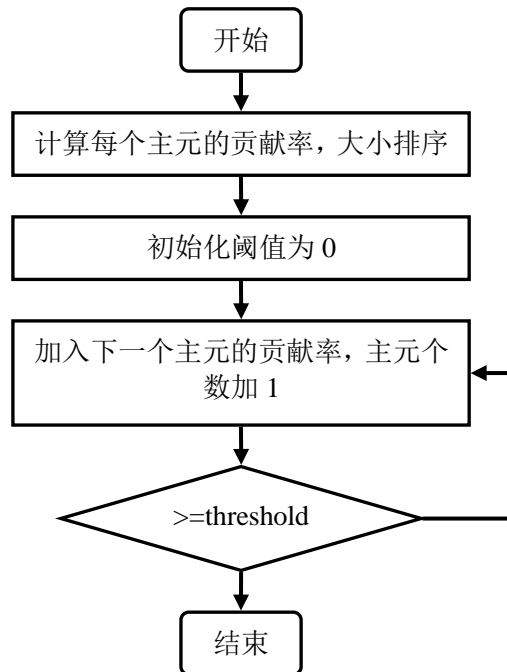 开始
计算每个主元的贡献率，大小排序
初始化阈值为 0
加入下一个主元的贡献率，主元个
数加 1
>=threshold
结束